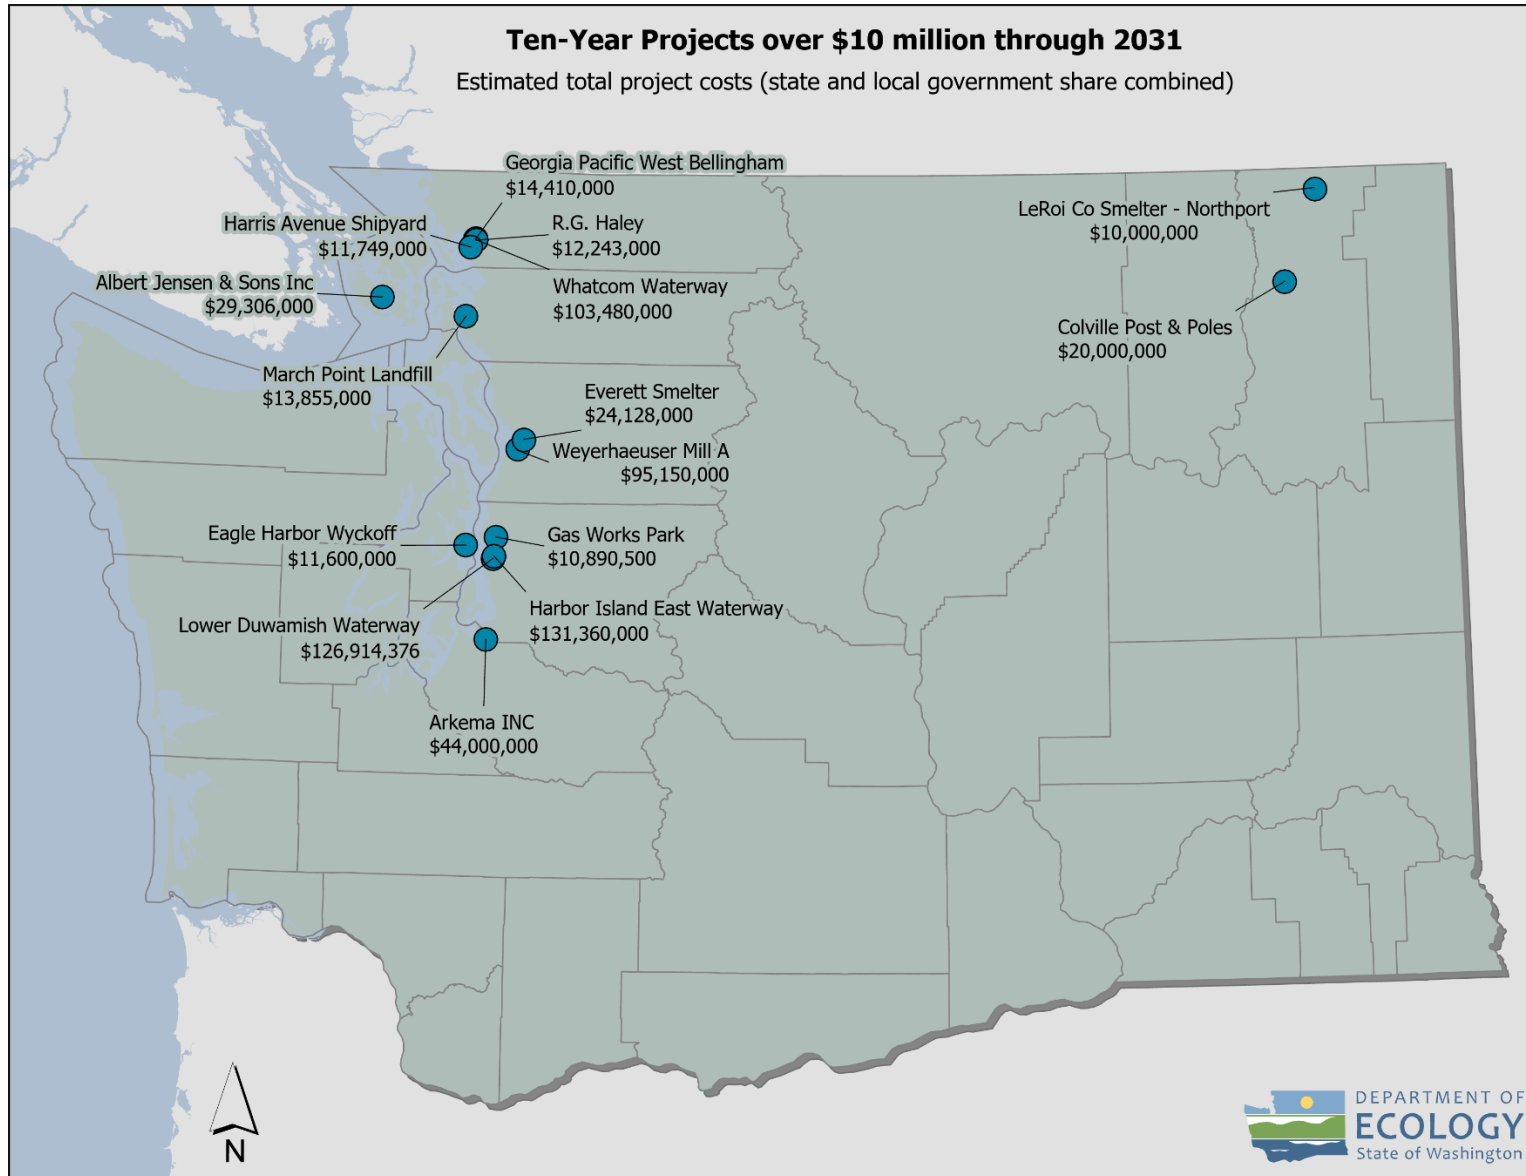 Ten-Year Projects over $10 million through 2031
Estimated total project costs (state and local government share combined)
Georgia Pacific West Bellingham
$14,410,000
Harris Avenue Shipyard
$11,749,000
R.G. Haley
$12,243,000
Albert Jensen & Sons Inc
$29,306,000
Whatcom Waterway
$103,480,000
March Point Landfill
$13,855,000
LeRoi Co Smelter - Northport
$10,000,000
Colville Post & Poles
$20,000,000
Everett Smelter
$24,128,000
Weyerhaeuser Mill A
$95,150,000
Eagle Harbor Wyckoff
$11,600,000
Gas Works Park
$10,890,500
Lower Duwamish Waterway
$126,914,376
Harbor Island East Waterway
$131,360,000
Arkema INC
$44,000,000
N
DEPARTMENT OF
ECOLOGY
State of Washington